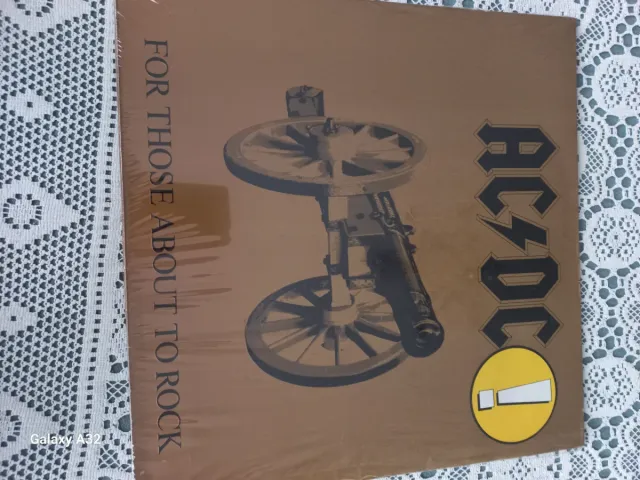 AC⚡DC
!
FOR THOSE ABOUT TO ROCK
Galaxy A32